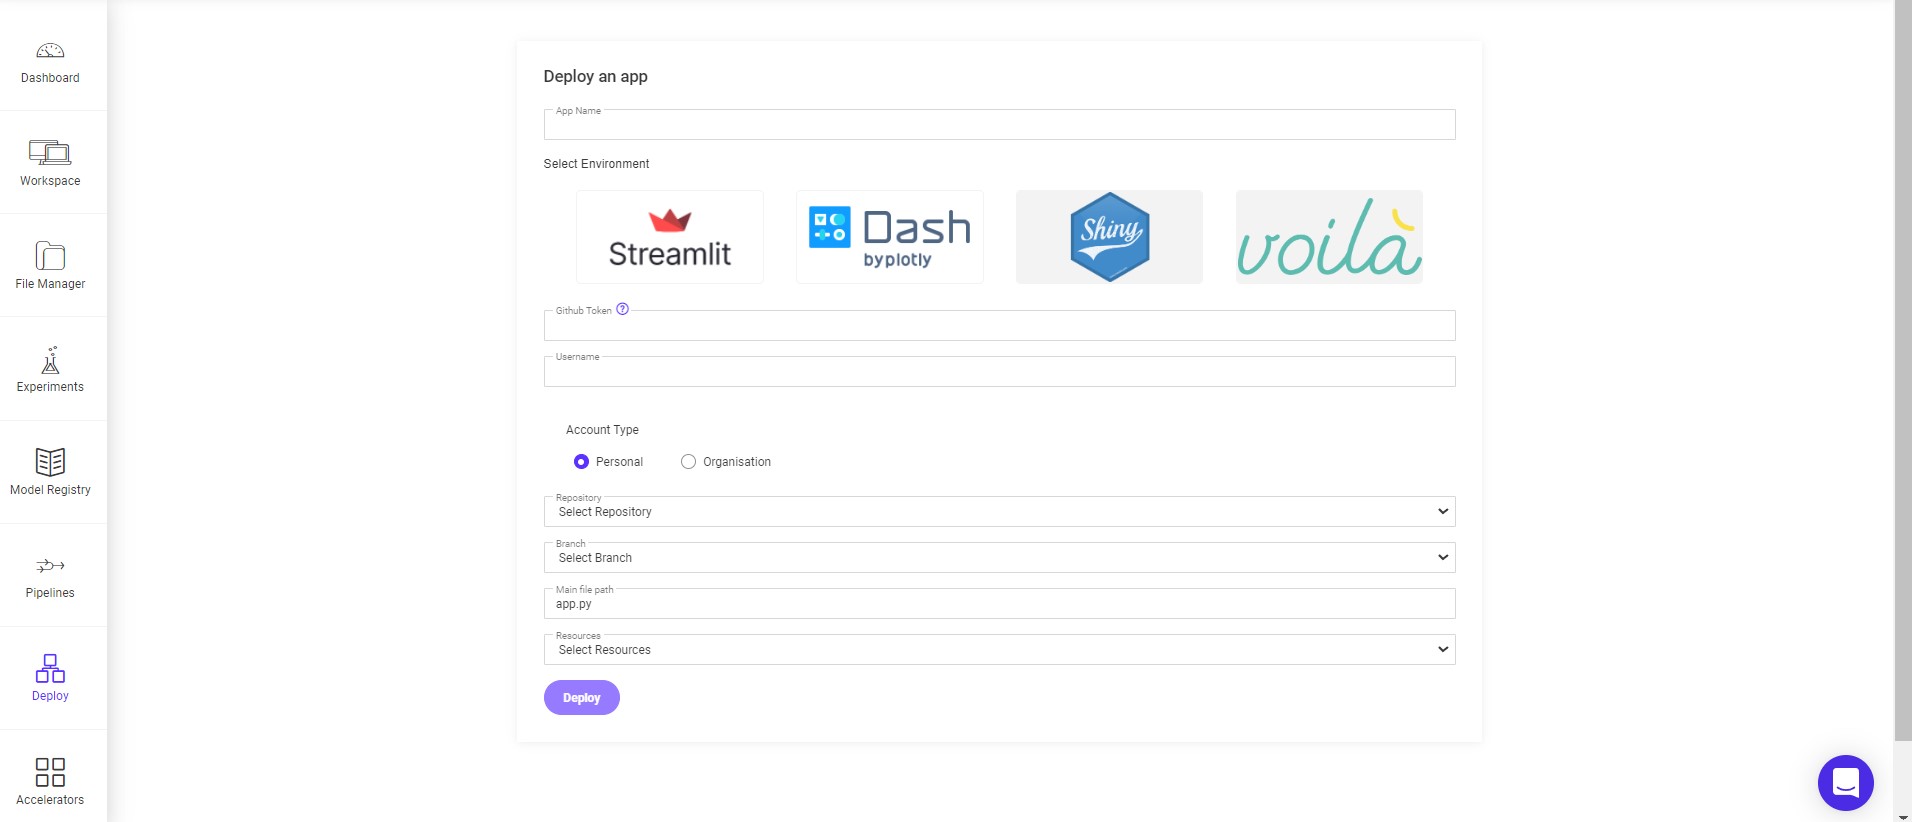 Dashboard
Workspace
File Manager
Experiments
Model Registry
Pipelines
Deploy
Accelerators
Deploy an app
App Name
Select Environment
Streamlit
Dash
by plotly
Shiny
voilà
Github Token ?
Username
Account Type
Personal Organisation
Repository
Select Repository
Branch
Select Branch
Main file path
app.py
Resources
Select Resources
Deploy